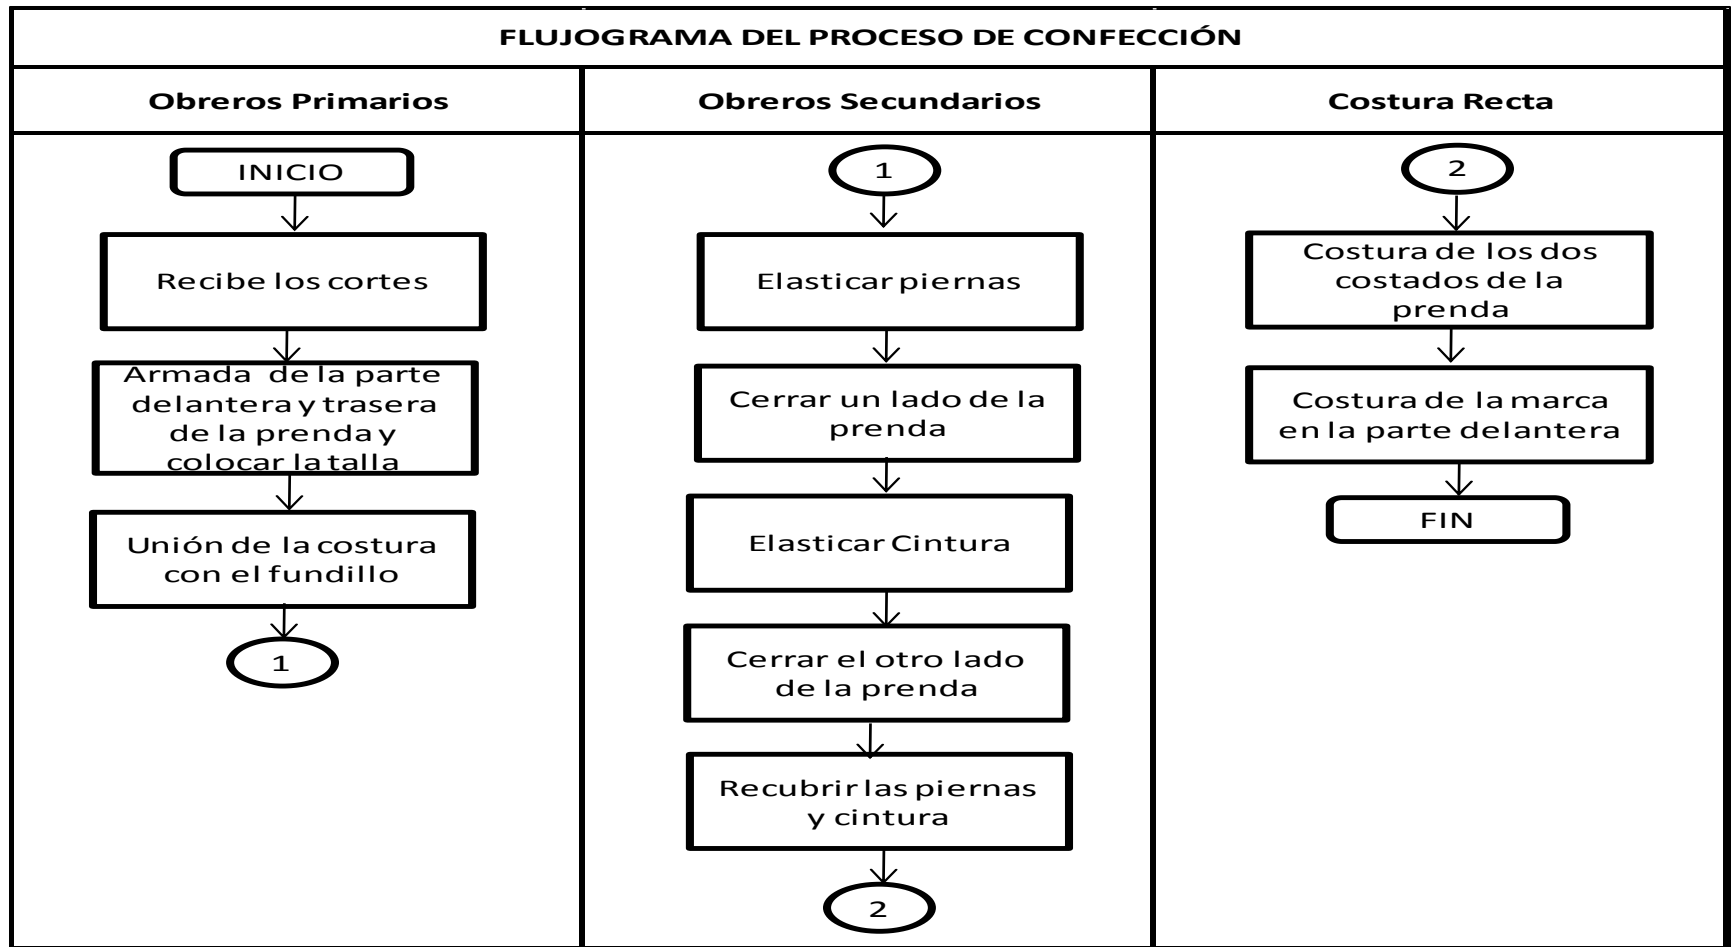 FLUJOGRAMA DEL PROCESO DE CONFECCIÓN
Obreros Primarios
INICIO
Recibe los cortes
Armada de la parte
delantera y trasera
de la prenda y
colocar la talla
Unión de la costura
con el fundillo
1
Obreros Secundarios
1
Elasticar piernas
Cerrar un lado de la
prenda
Elasticar Cintura
Cerrar el otro lado
de la prenda
Recubrir las piernas
y cintura
2
Costura Recta
2
Costura de los dos
costados de la
prenda
Costura de la marca
en la parte delantera
FIN